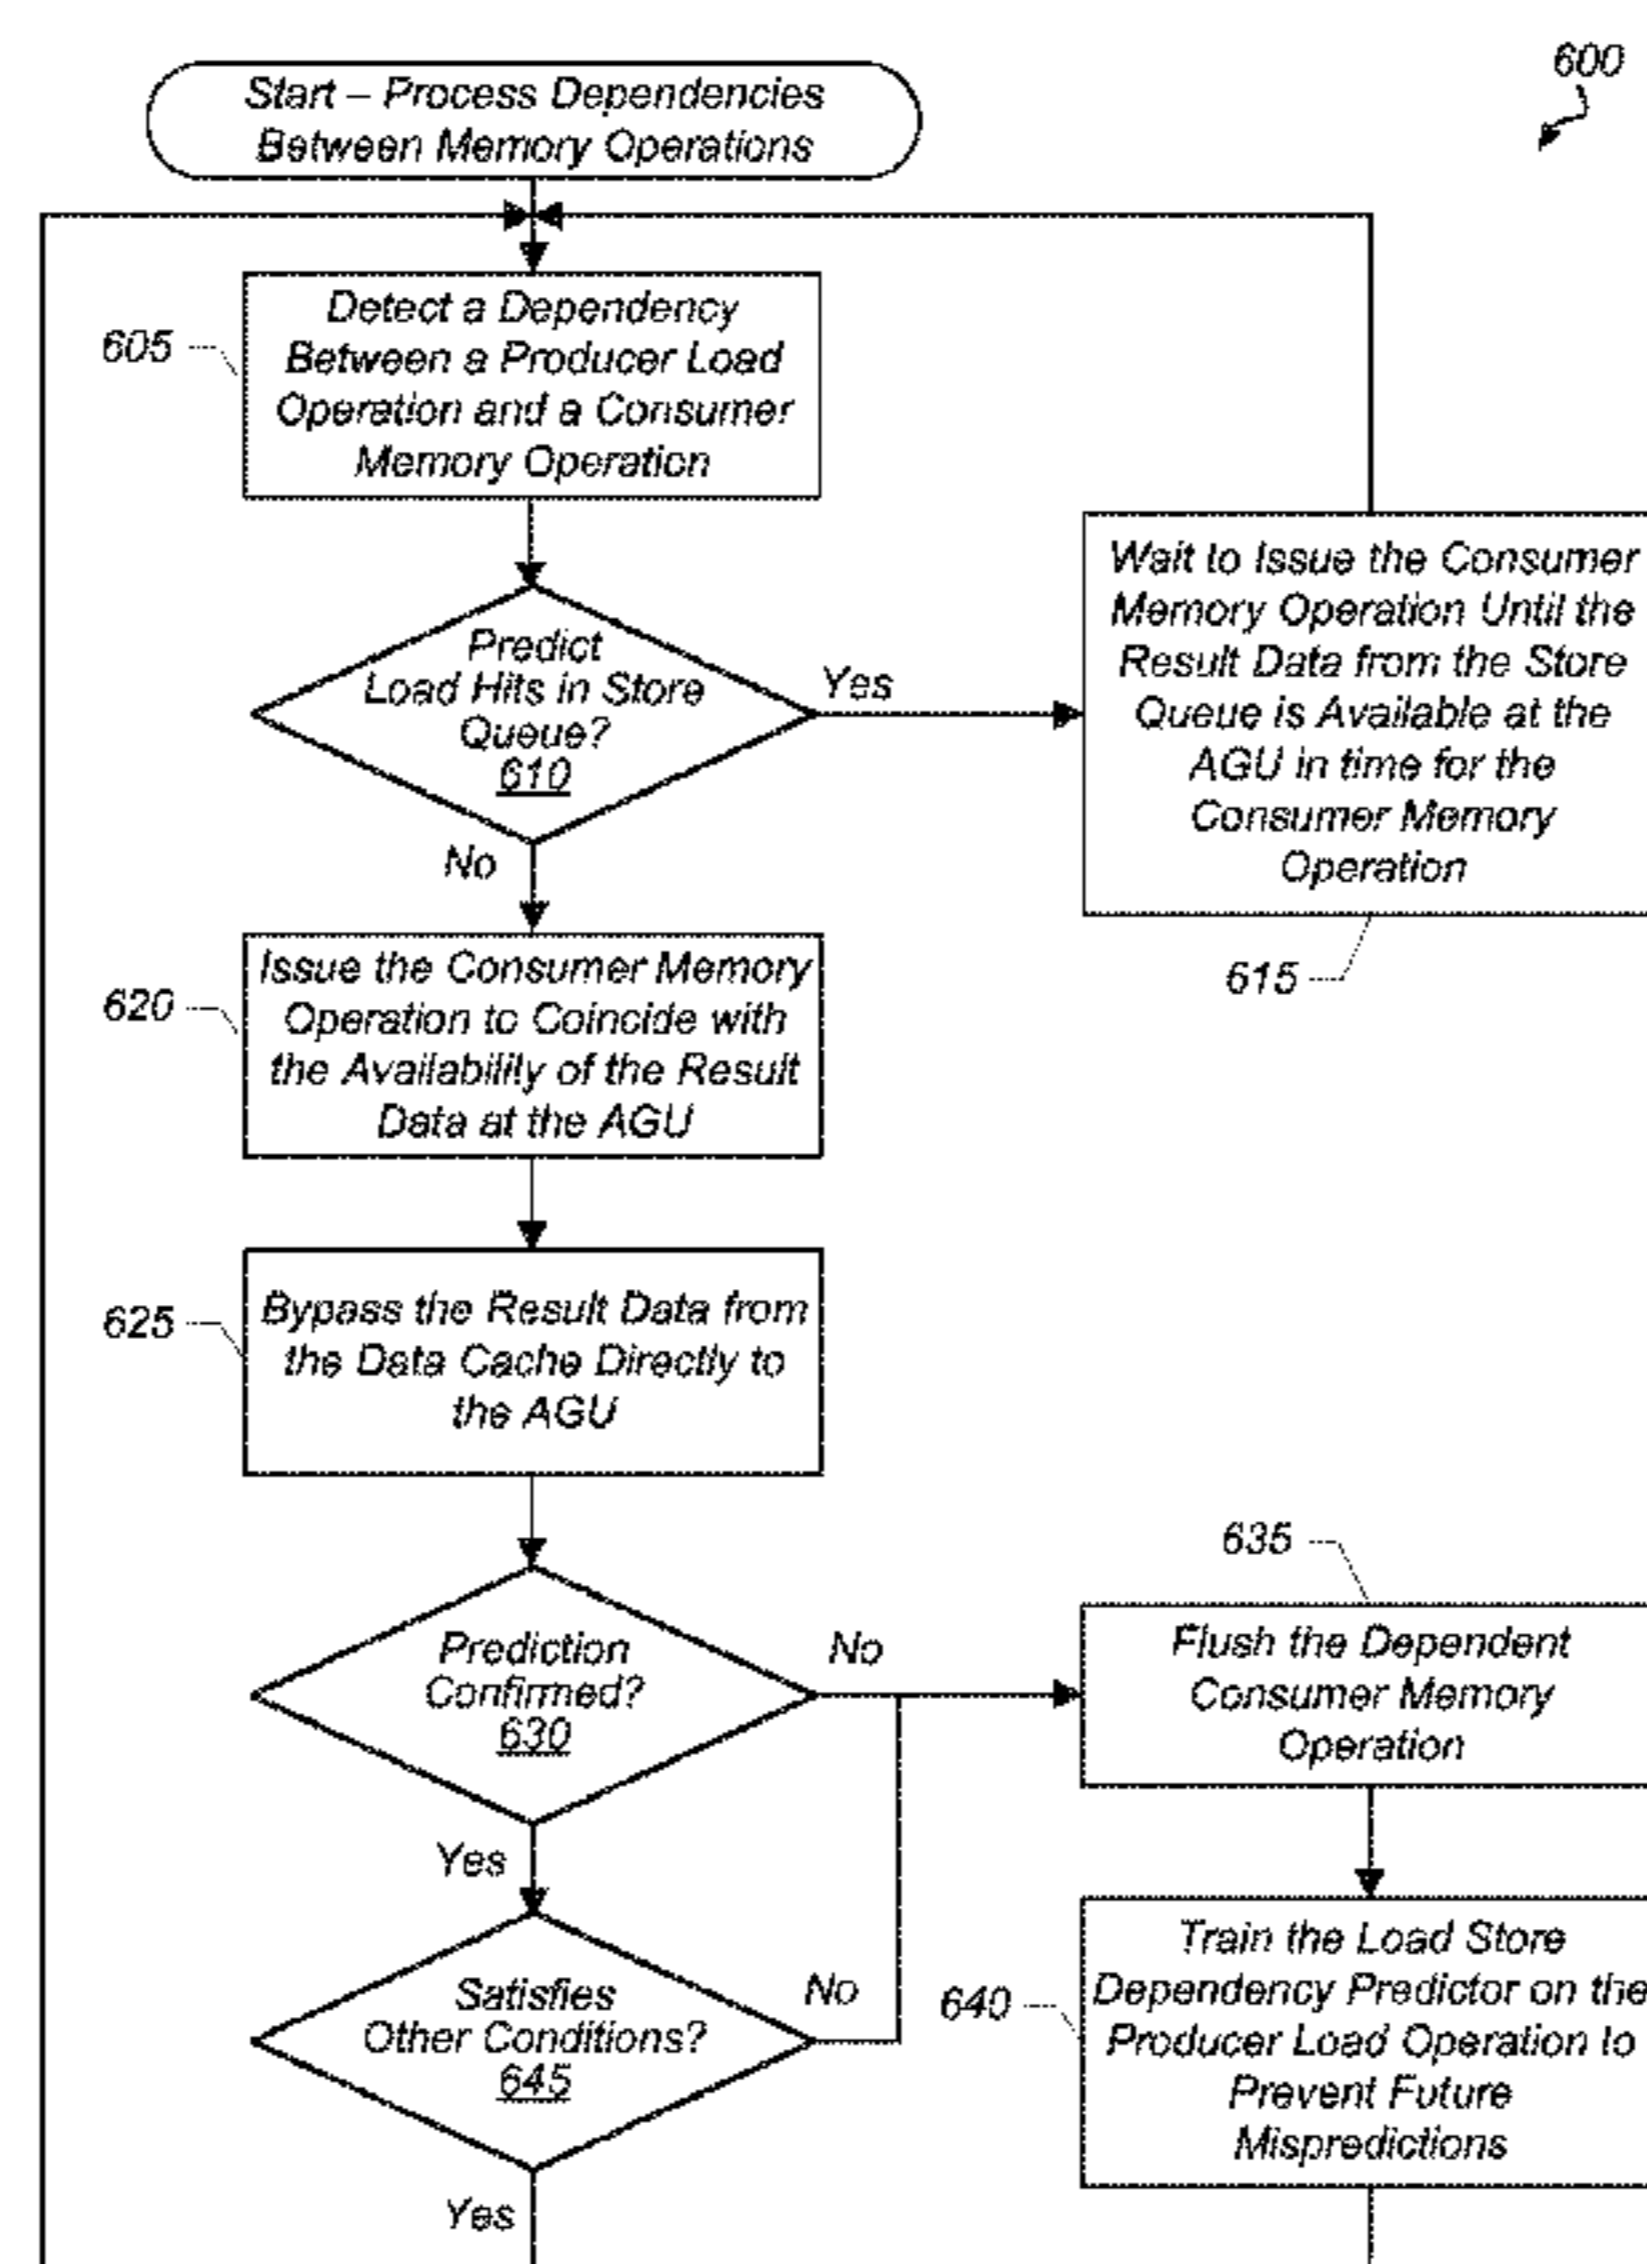 600
Start – Process Dependencies
Between Memory Operations
605
Detect a Dependency
Between a Producer Load
Operation and a Consumer
Memory Operation
Predict
Load Hits in Store
Queue?
610
Yes
No
Wait to Issue the Consumer
Memory Operation Until the
Result Data from the Store
Queue is Available at the
AGU in time for the
Consumer Memory
Operation
615
620
Issue the Consumer Memory
Operation to Coincide with
the Availability of the Result
Data at the AGU
625
Bypass the Result Data from
the Data Cache Directly to
the AGU
Prediction
Confirmed?
630
No
Yes
635
Flush the Dependent
Consumer Memory
Operation
Satisfies
Other Conditions?
645
No
Yes
640
Train the Load Store
Dependency Predictor on the
Producer Load Operation to
Prevent Future
Mispredictions